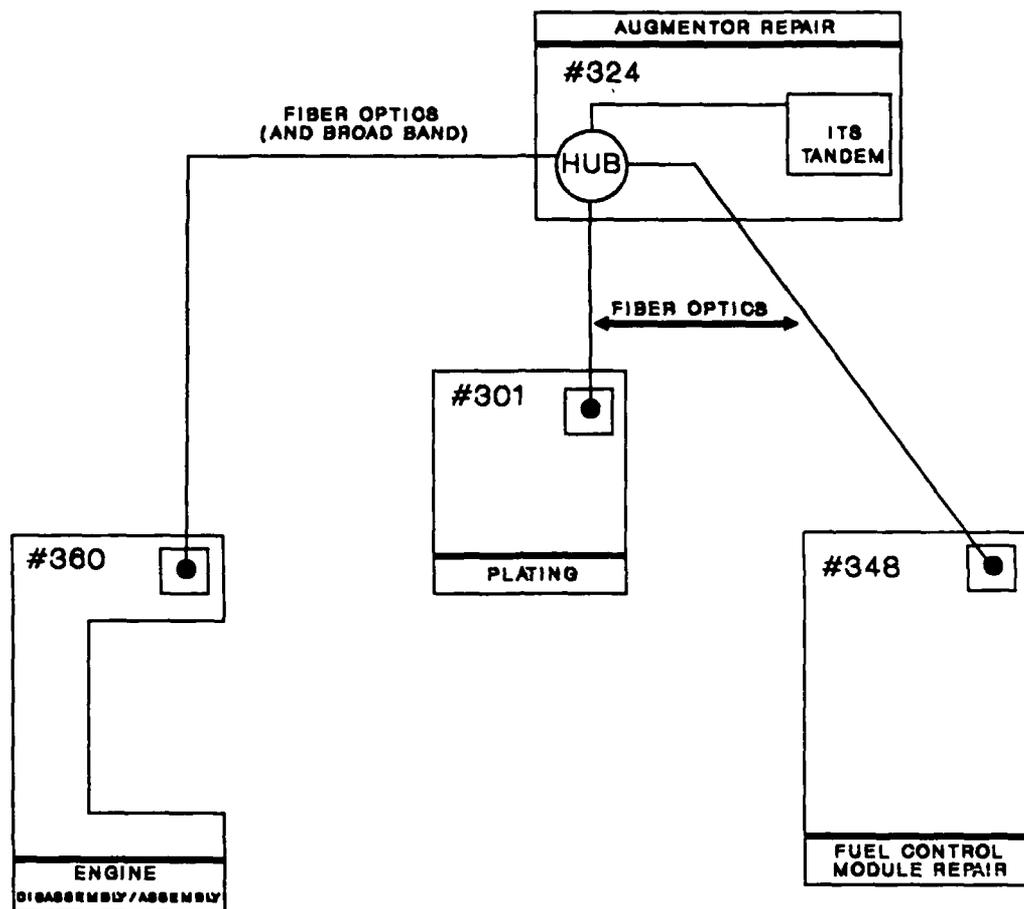 AUGMENTOR REPAIR
#324
FIBER OPTICS
(AND BROAD BAND)
ITS
TANDEM
HUB
FIBER OPTICS
#301
PLATING
#360
#348
ENGINE
DISASSEMBLY/ASSEMBLY
FUEL CONTROL
MODULE REPAIR